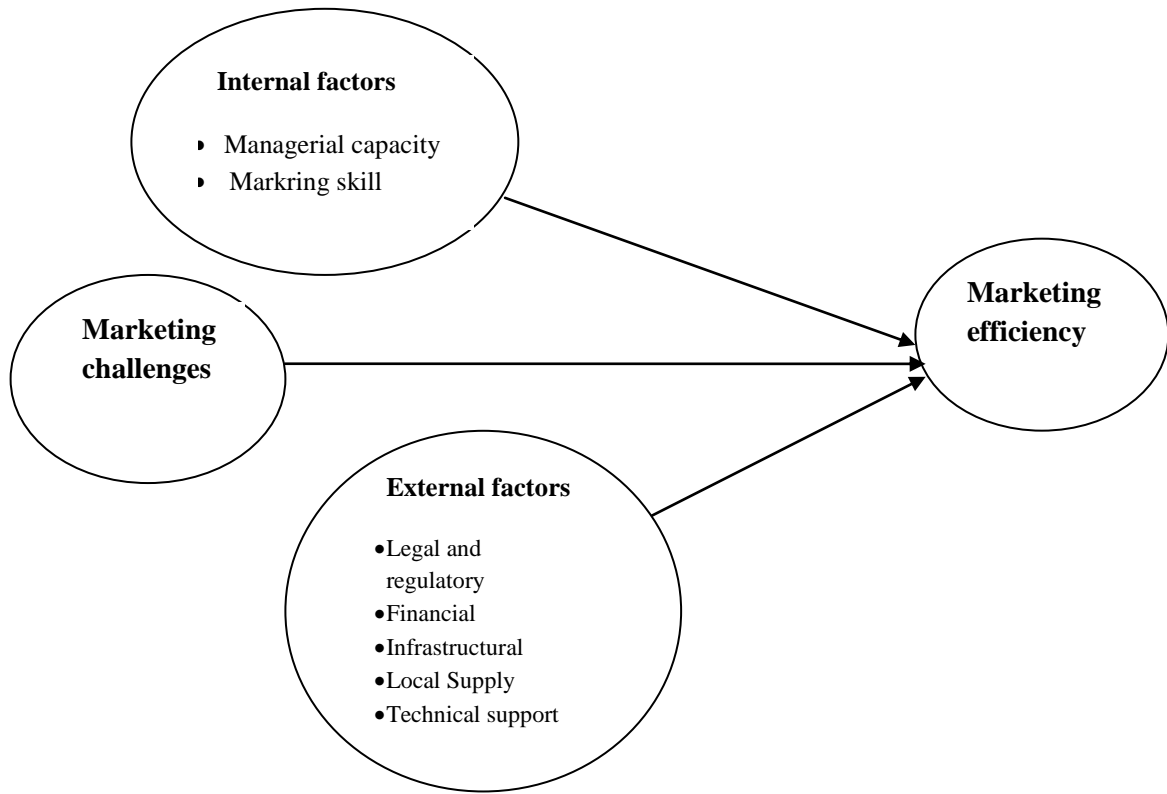 Internal factors
◗ Managerial capacity
◗ Markring skill
Marketing
challenges
Marketing
efficiency
External factors
•Legal and
regulatory
•Financial
•Infrastructural
•Local Supply
•Technical support